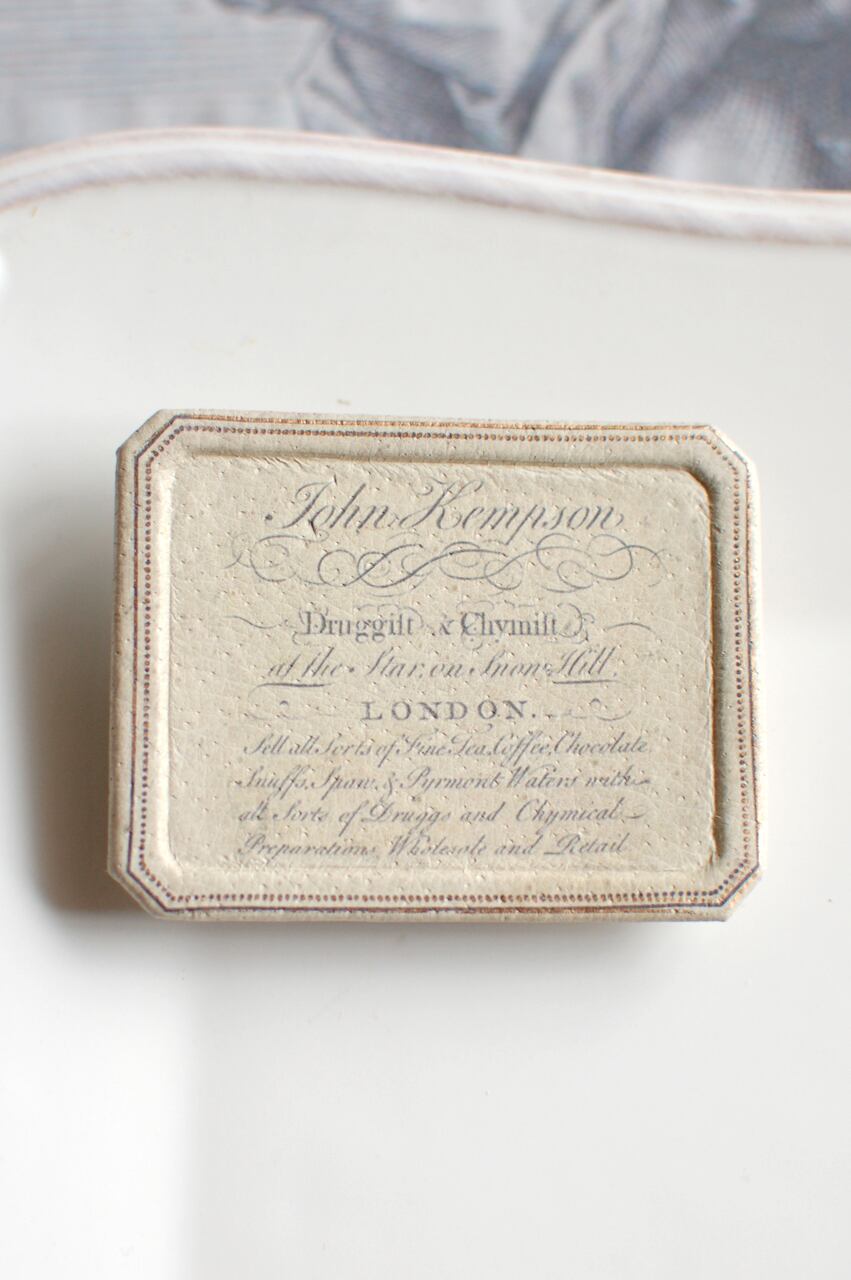 John Kempson
Druggiſt & Chymiſt
at the Star, on Snow Hill.
LONDON.
Sell all Sorts of Fine Tea, Coffee, Chocolate
Snuffs, Spaw, & Pyrmont Waters with
all Sorts of Druggs and Chymical
Preparations Wholesale and Retail